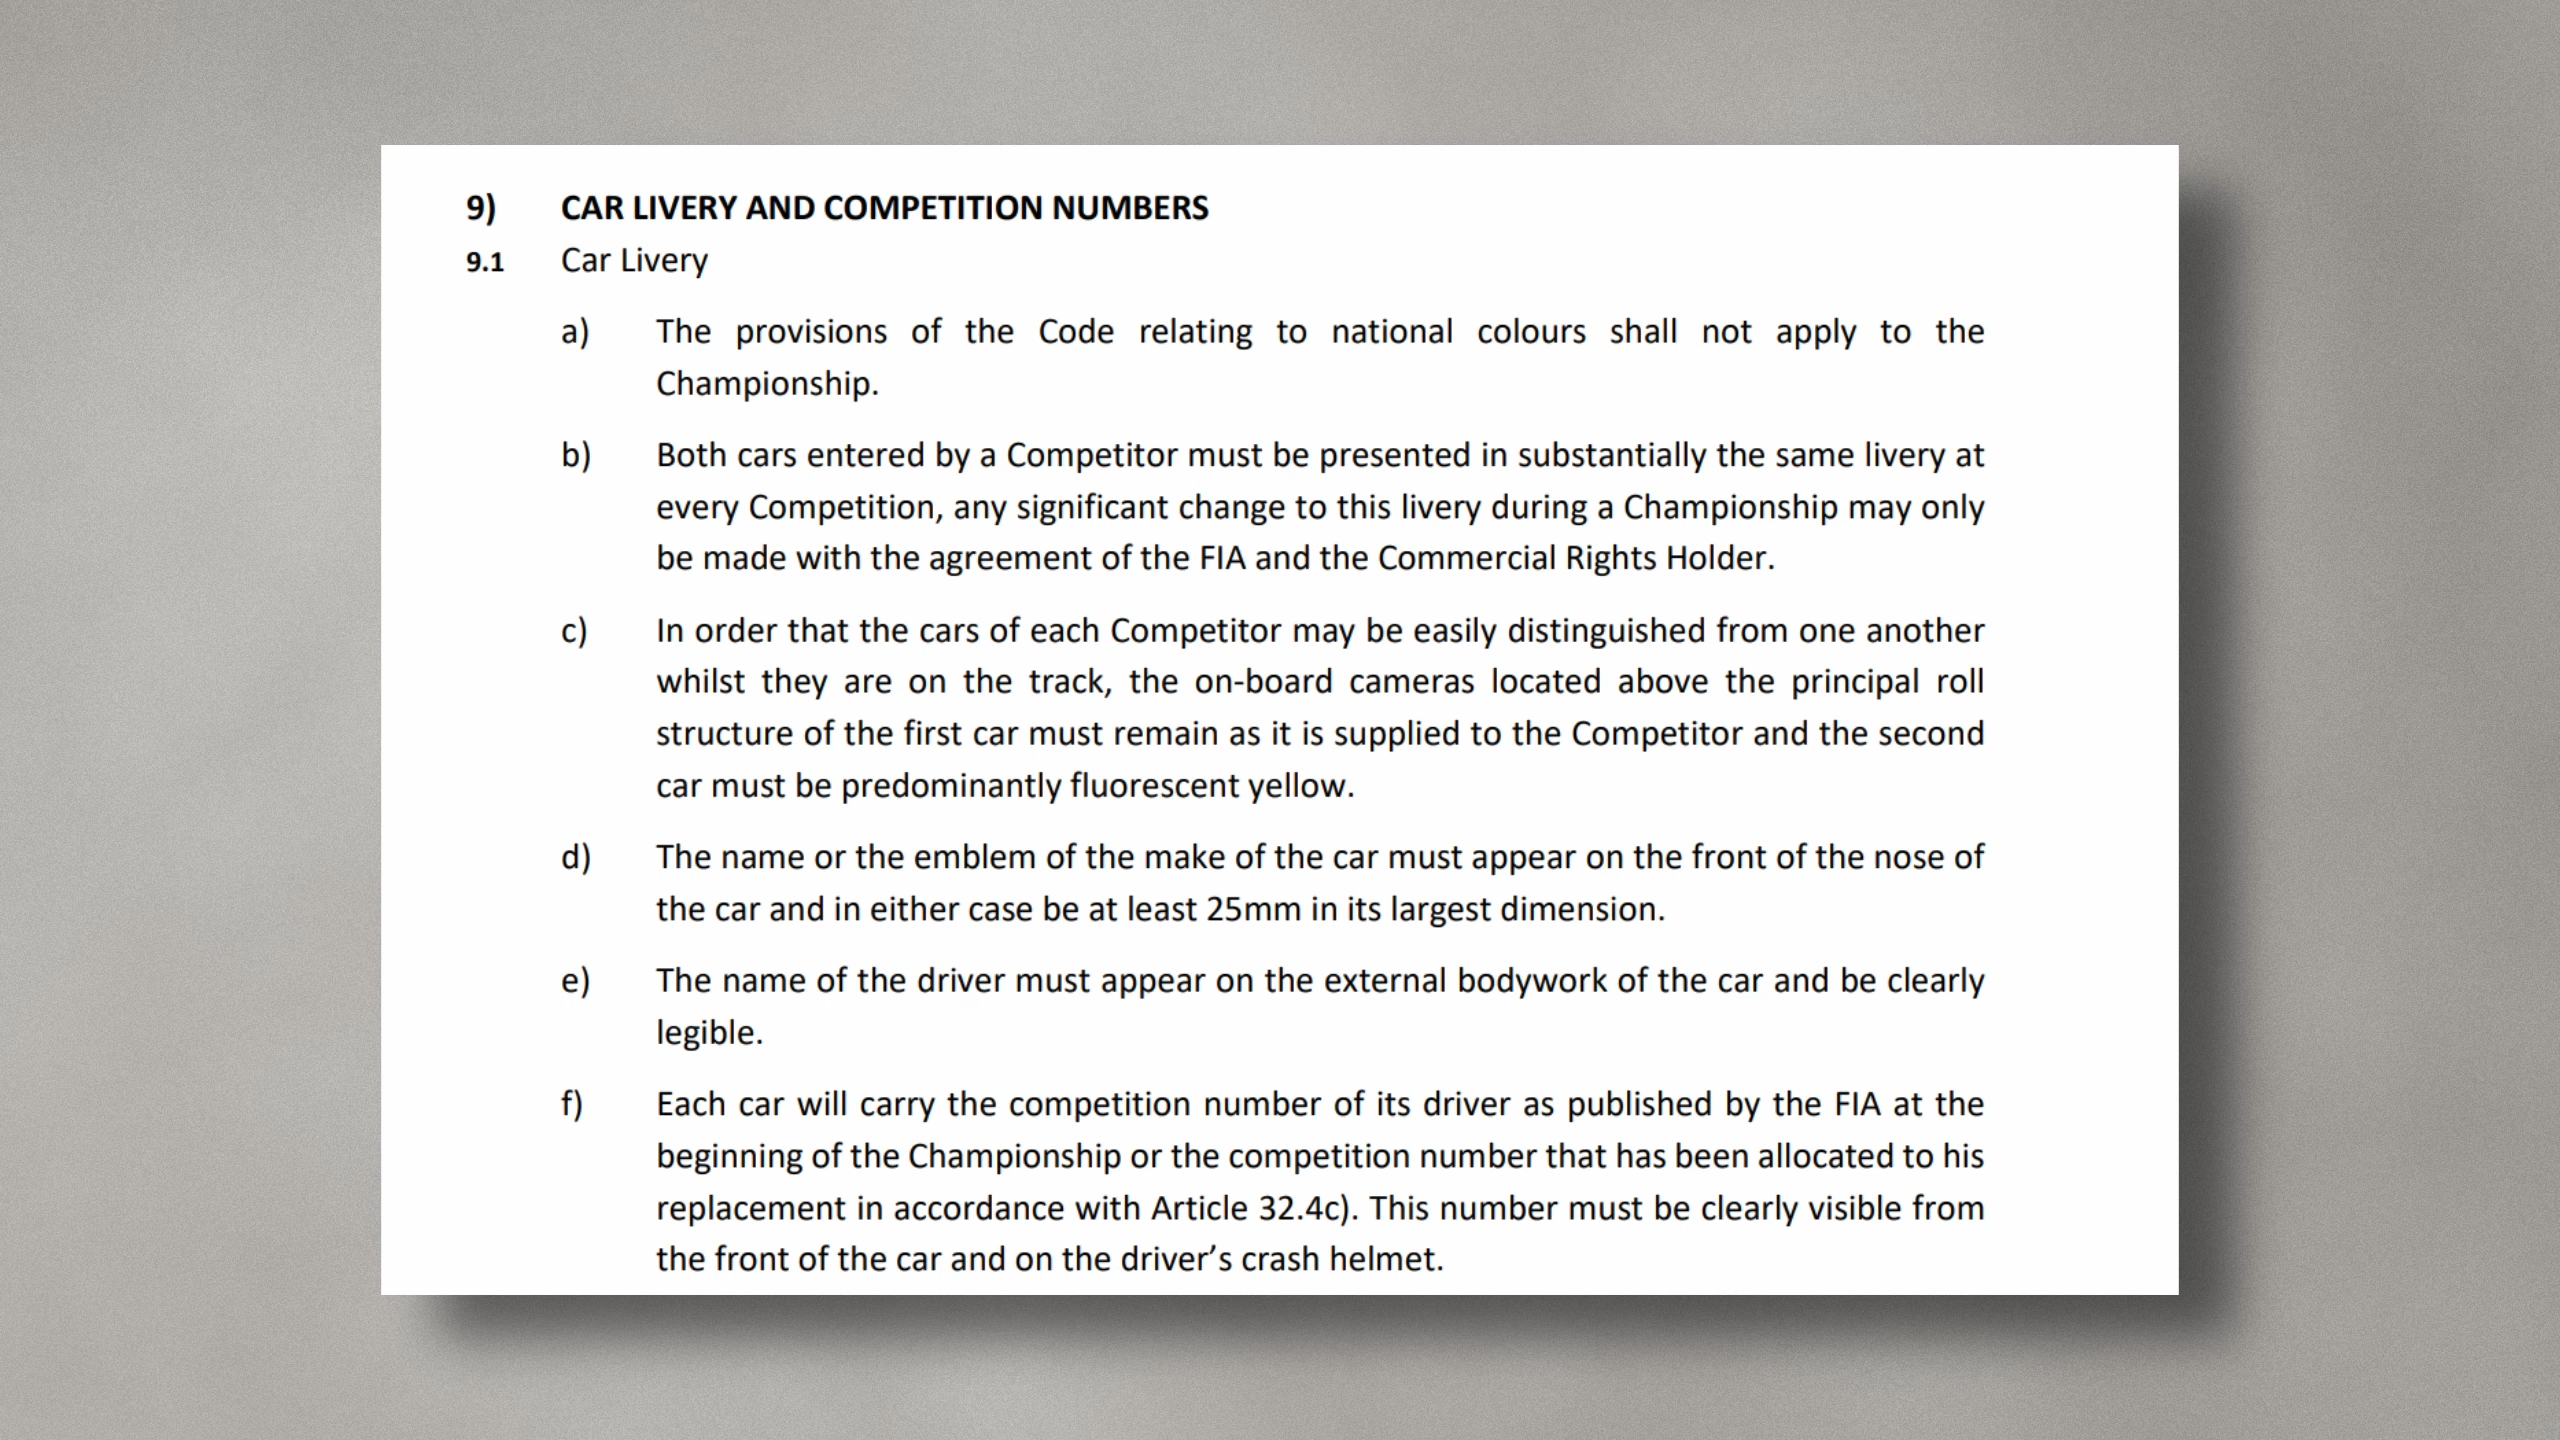 9) CAR LIVERY AND COMPETITION NUMBERS
9.1 Car Livery
a) The provisions of the Code relating to national colours shall not apply to the
Championship.
b) Both cars entered by a Competitor must be presented in substantially the same livery at
every Competition, any significant change to this livery during a Championship may only
be made with the agreement of the FIA and the Commercial Rights Holder.
c) In order that the cars of each Competitor may be easily distinguished from one another
whilst they are on the track, the on-board cameras located above the principal roll
structure of the first car must remain as it is supplied to the Competitor and the second
car must be predominantly fluorescent yellow.
d) The name or the emblem of the make of the car must appear on the front of the nose of
the car and in either case be at least 25mm in its largest dimension.
e) The name of the driver must appear on the external bodywork of the car and be clearly
legible.
f) Each car will carry the competition number of its driver as published by the FIA at the
beginning of the Championship or the competition number that has been allocated to his
replacement in accordance with Article 32.4c). This number must be clearly visible from
the front of the car and on the driver’s crash helmet.